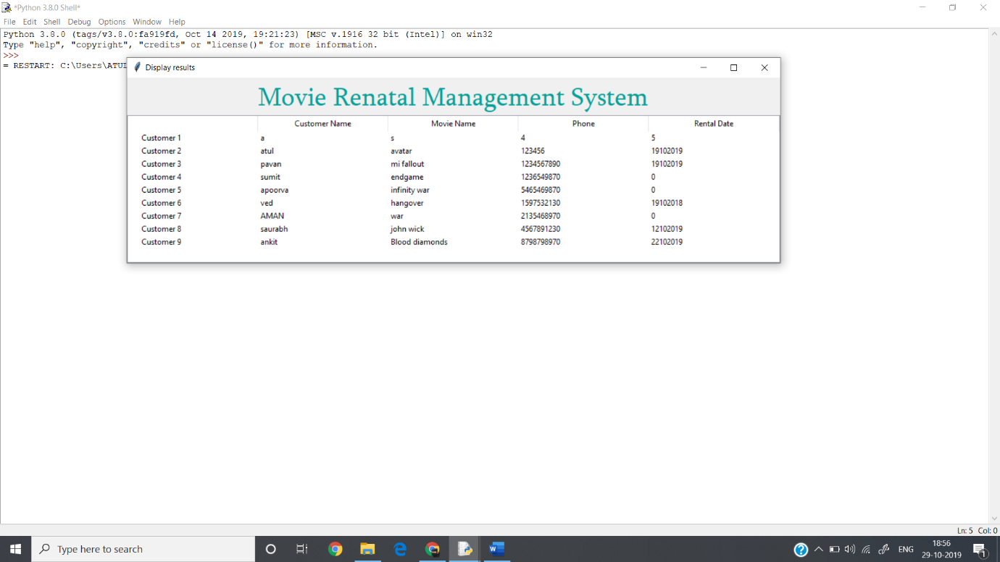 *Python 3.8.0 Shell*
File Edit Shell Debug Options Window Help
Python 3.8.0 (tags/v3.8.0:fa919fd, Oct 14 2019, 19:21:23) [MSC v.1916 32 bit (Intel)] on win32
Type "help", "copyright", "credits" or "license()" for more information.
>>>
= RESTART: C:\Users\ATUL
Display results
Movie Renatal Management System
Customer Name Movie Name Phone Rental Date
Customer 1 a s 4 5
Customer 2 atul avatar 123456 19102019
Customer 3 pavan mi fallout 1234567890 19102019
Customer 4 sumit endgame 1236549870 0
Customer 5 apoorva infinity war 5465469870 0
Customer 6 ved hangover 1597532130 19102018
Customer 7 AMAN war 2135468970 0
Customer 8 saurabh john wick 4567891230 12102019
Customer 9 ankit Blood diamonds 8798798970 22102019
Ln: 5 Col: 0
Type here to search
ENG
18:56
29-10-2019
1